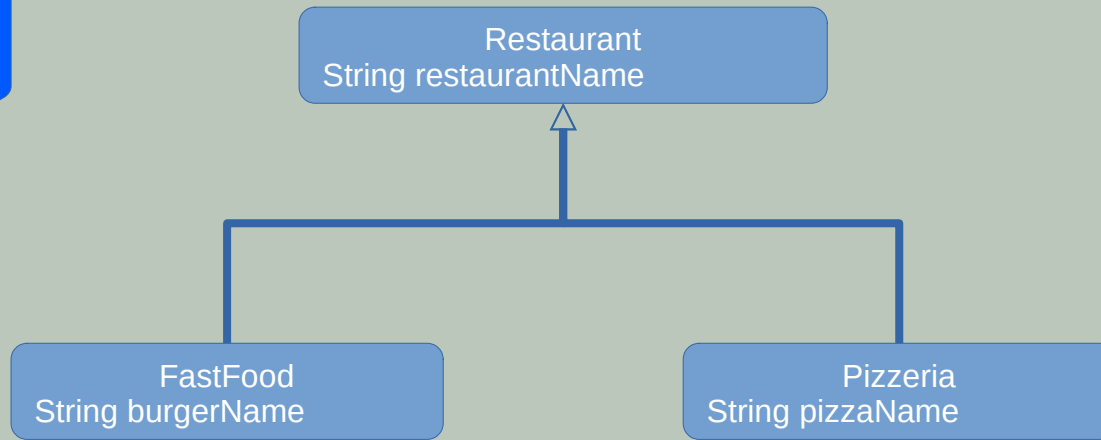 Restaurant
String restaurantName
FastFood
String burgerName
Pizzeria
String pizzaName